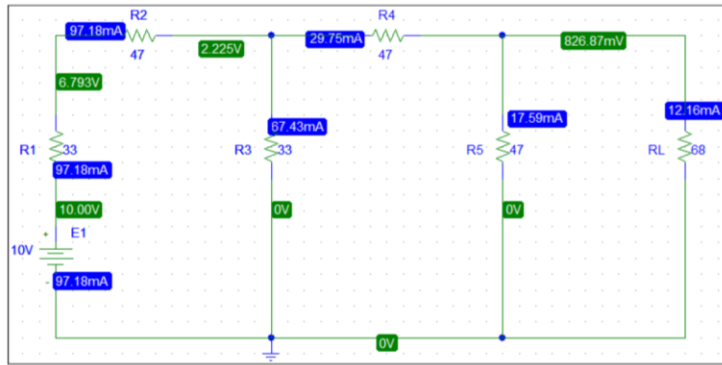 R2
R4
97.18mA
47
2.225V
29.75mA
47
826.87mV
6.793V
67.43mA
17.59mA
12.16mA
R1
33
R3
33
R5
47
RL
68
97.18mA
10.00V
0V
0V
+
E1
10V
-
97.18mA
0V